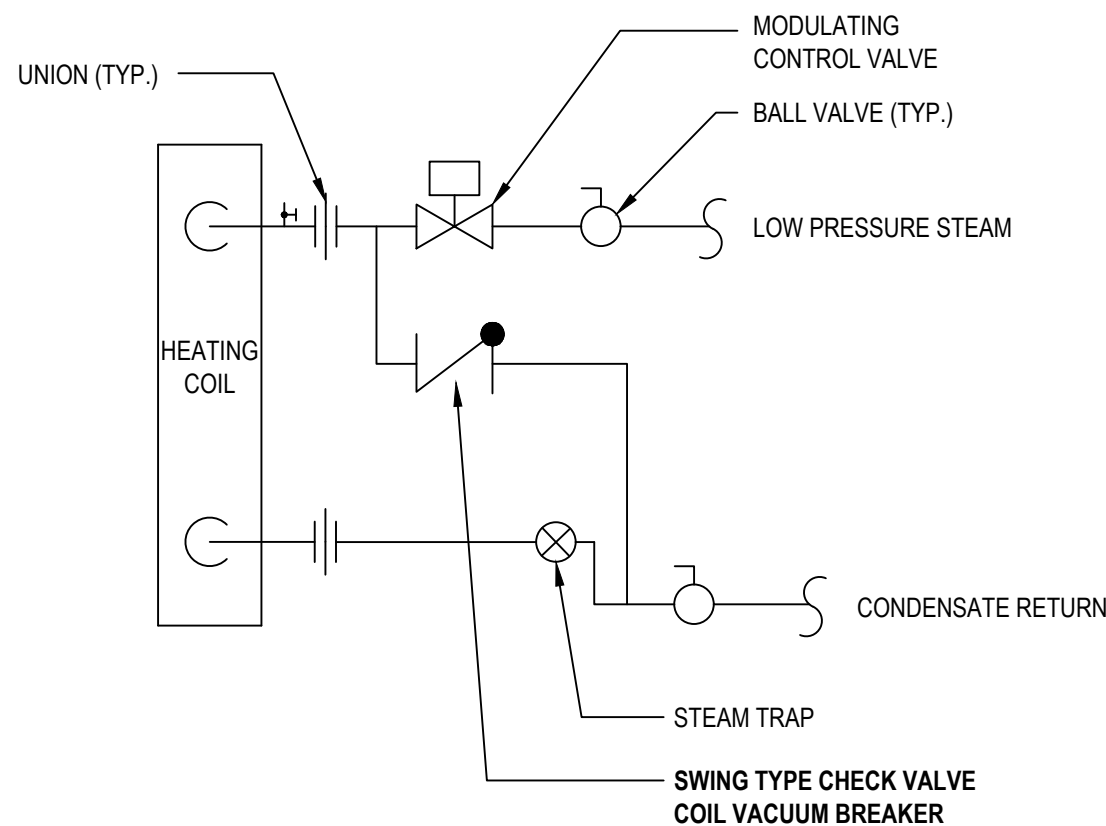 MODULATING
CONTROL VALVE
UNION (TYP.)
BALL VALVE (TYP.)
LOW PRESSURE STEAM
HEATING
COIL
CONDENSATE RETURN
STEAM TRAP
SWING TYPE CHECK VALVE
COIL VACUUM BREAKER